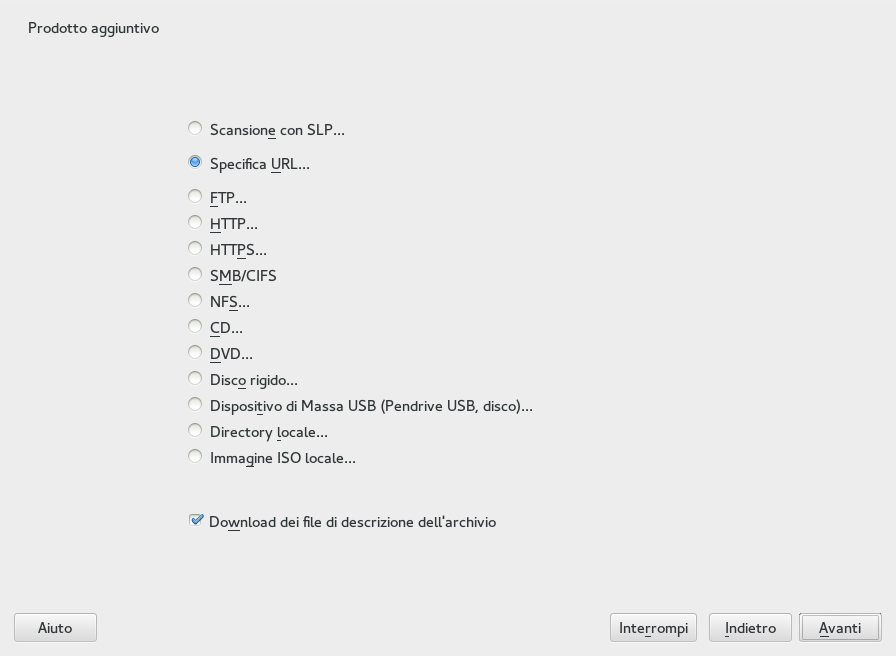 Prodotto aggiuntivo
Scansione con SLP...
Specifica URL...
FTP...
HTTP...
HTTPS...
SMB/CIFS
NFS...
CD...
DVD...
Disco rigido...
Dispositivo di Massa USB (Pendrive USB, disco)...
Directory locale...
Immagine ISO locale...
Download dei file di descrizione dell'archivio
Aiuto Interrompi Indietro Avanti